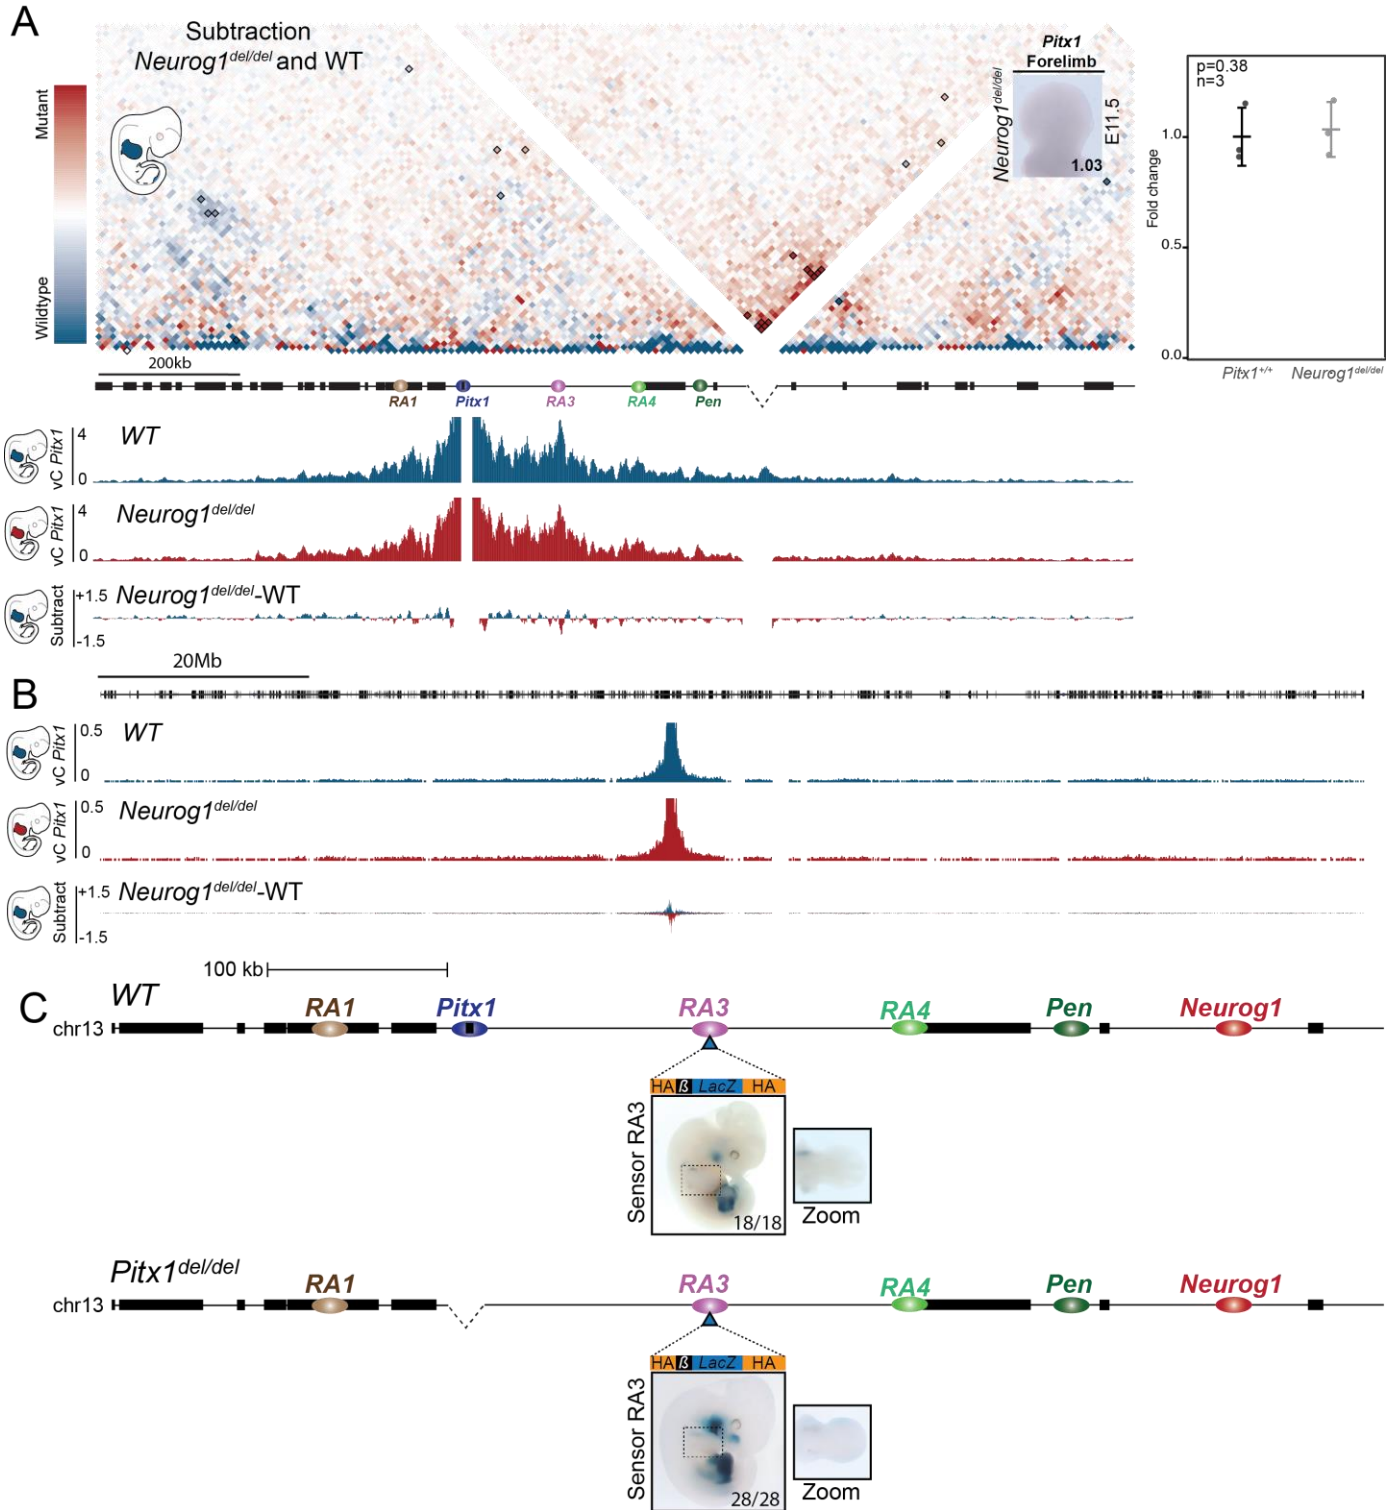 A
Subtraction
Neurog1del/del and WT
Mutant
Wildtype
Pitx1
Forelimb
Neurog1del/del
E11.5
1.03
p=0.38
n=3
Fold change
1.0
0.5
0.0
Pitx1+/+
Neurog1del/del
200kb
RA1
Pitx1
RA3
RA4
Pen
vC Pitx1
4
0
WT
vC Pitx1
4
0
Neurog1del/del
Subtract
+1.5
-1.5
Neurog1del/del-WT
B
20Mb
vC Pitx1
0.5
0
WT
vC Pitx1
0.5
0
Neurog1del/del
Subtract
+1.5
-1.5
Neurog1del/del-WT
C
100 kb
WT
chr13
RA1
Pitx1
RA3
RA4
Pen
Neurog1
HA ß LacZ HA
Sensor RA3
18/18
Zoom
Pitx1del/del
chr13
RA1
RA3
RA4
Pen
Neurog1
HA ß LacZ HA
Sensor RA3
28/28
Zoom